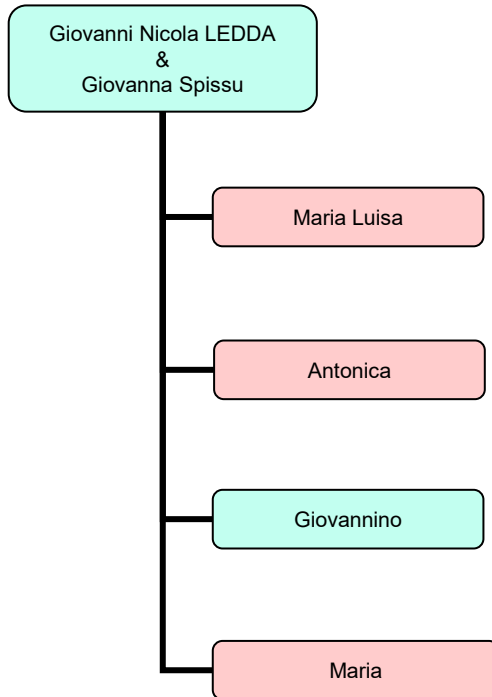 Giovanni Nicola LEDDA
&
Giovanna Spissu
Maria Luisa
Antonica
Giovannino
Maria